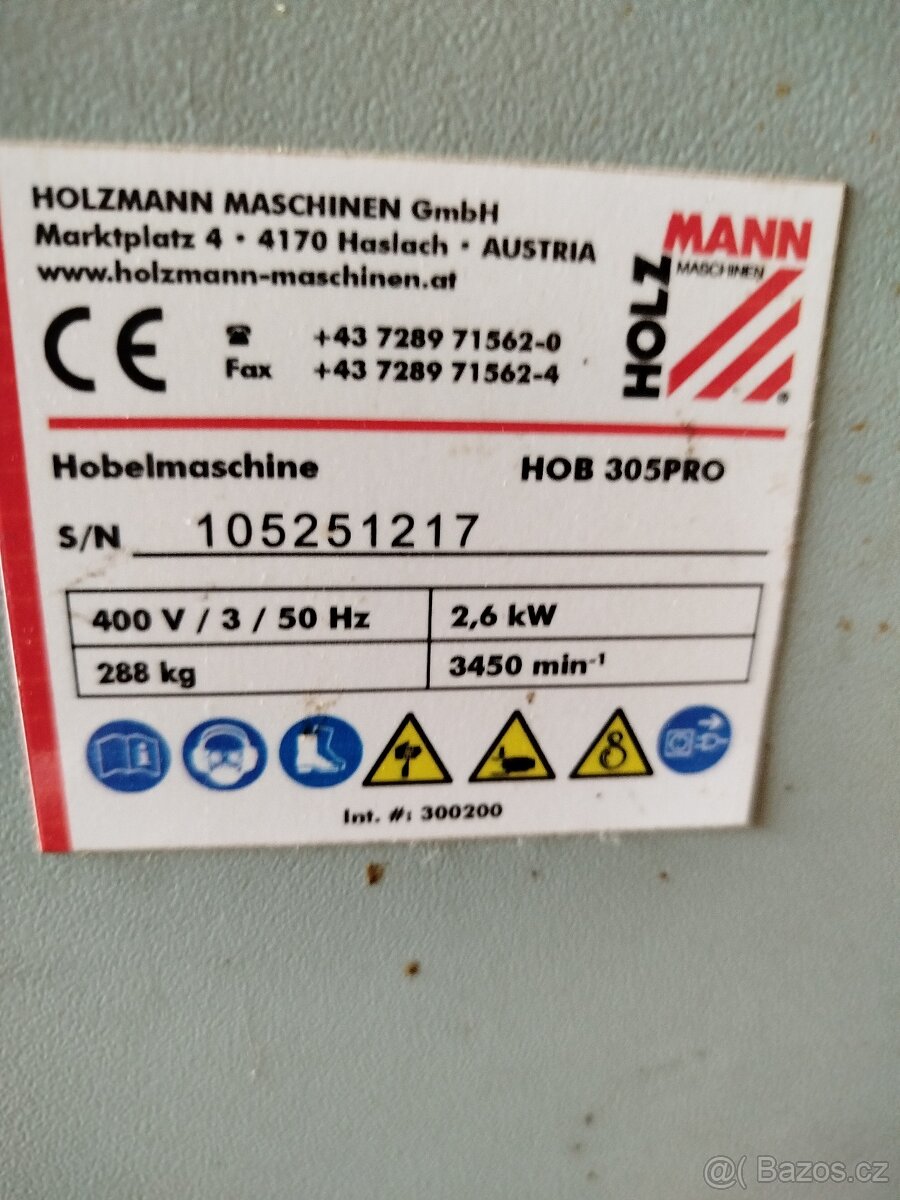 HOLZMANN MASCHINEN GmbH
Marktplatz 4 • 4170 Haslach • AUSTRIA
www.holzmann-maschinen.at
HOLZ
MANN
MASCHINEN
®
CE
☎ +43 7289 71562-0
Fax +43 7289 71562-4
Hobelmaschine HOB 305PRO
S/N 105251217
400 V / 3 / 50 Hz 2,6 kW
288 kg 3450 min⁻¹
Int. #: 300200
@( Bazos.cz